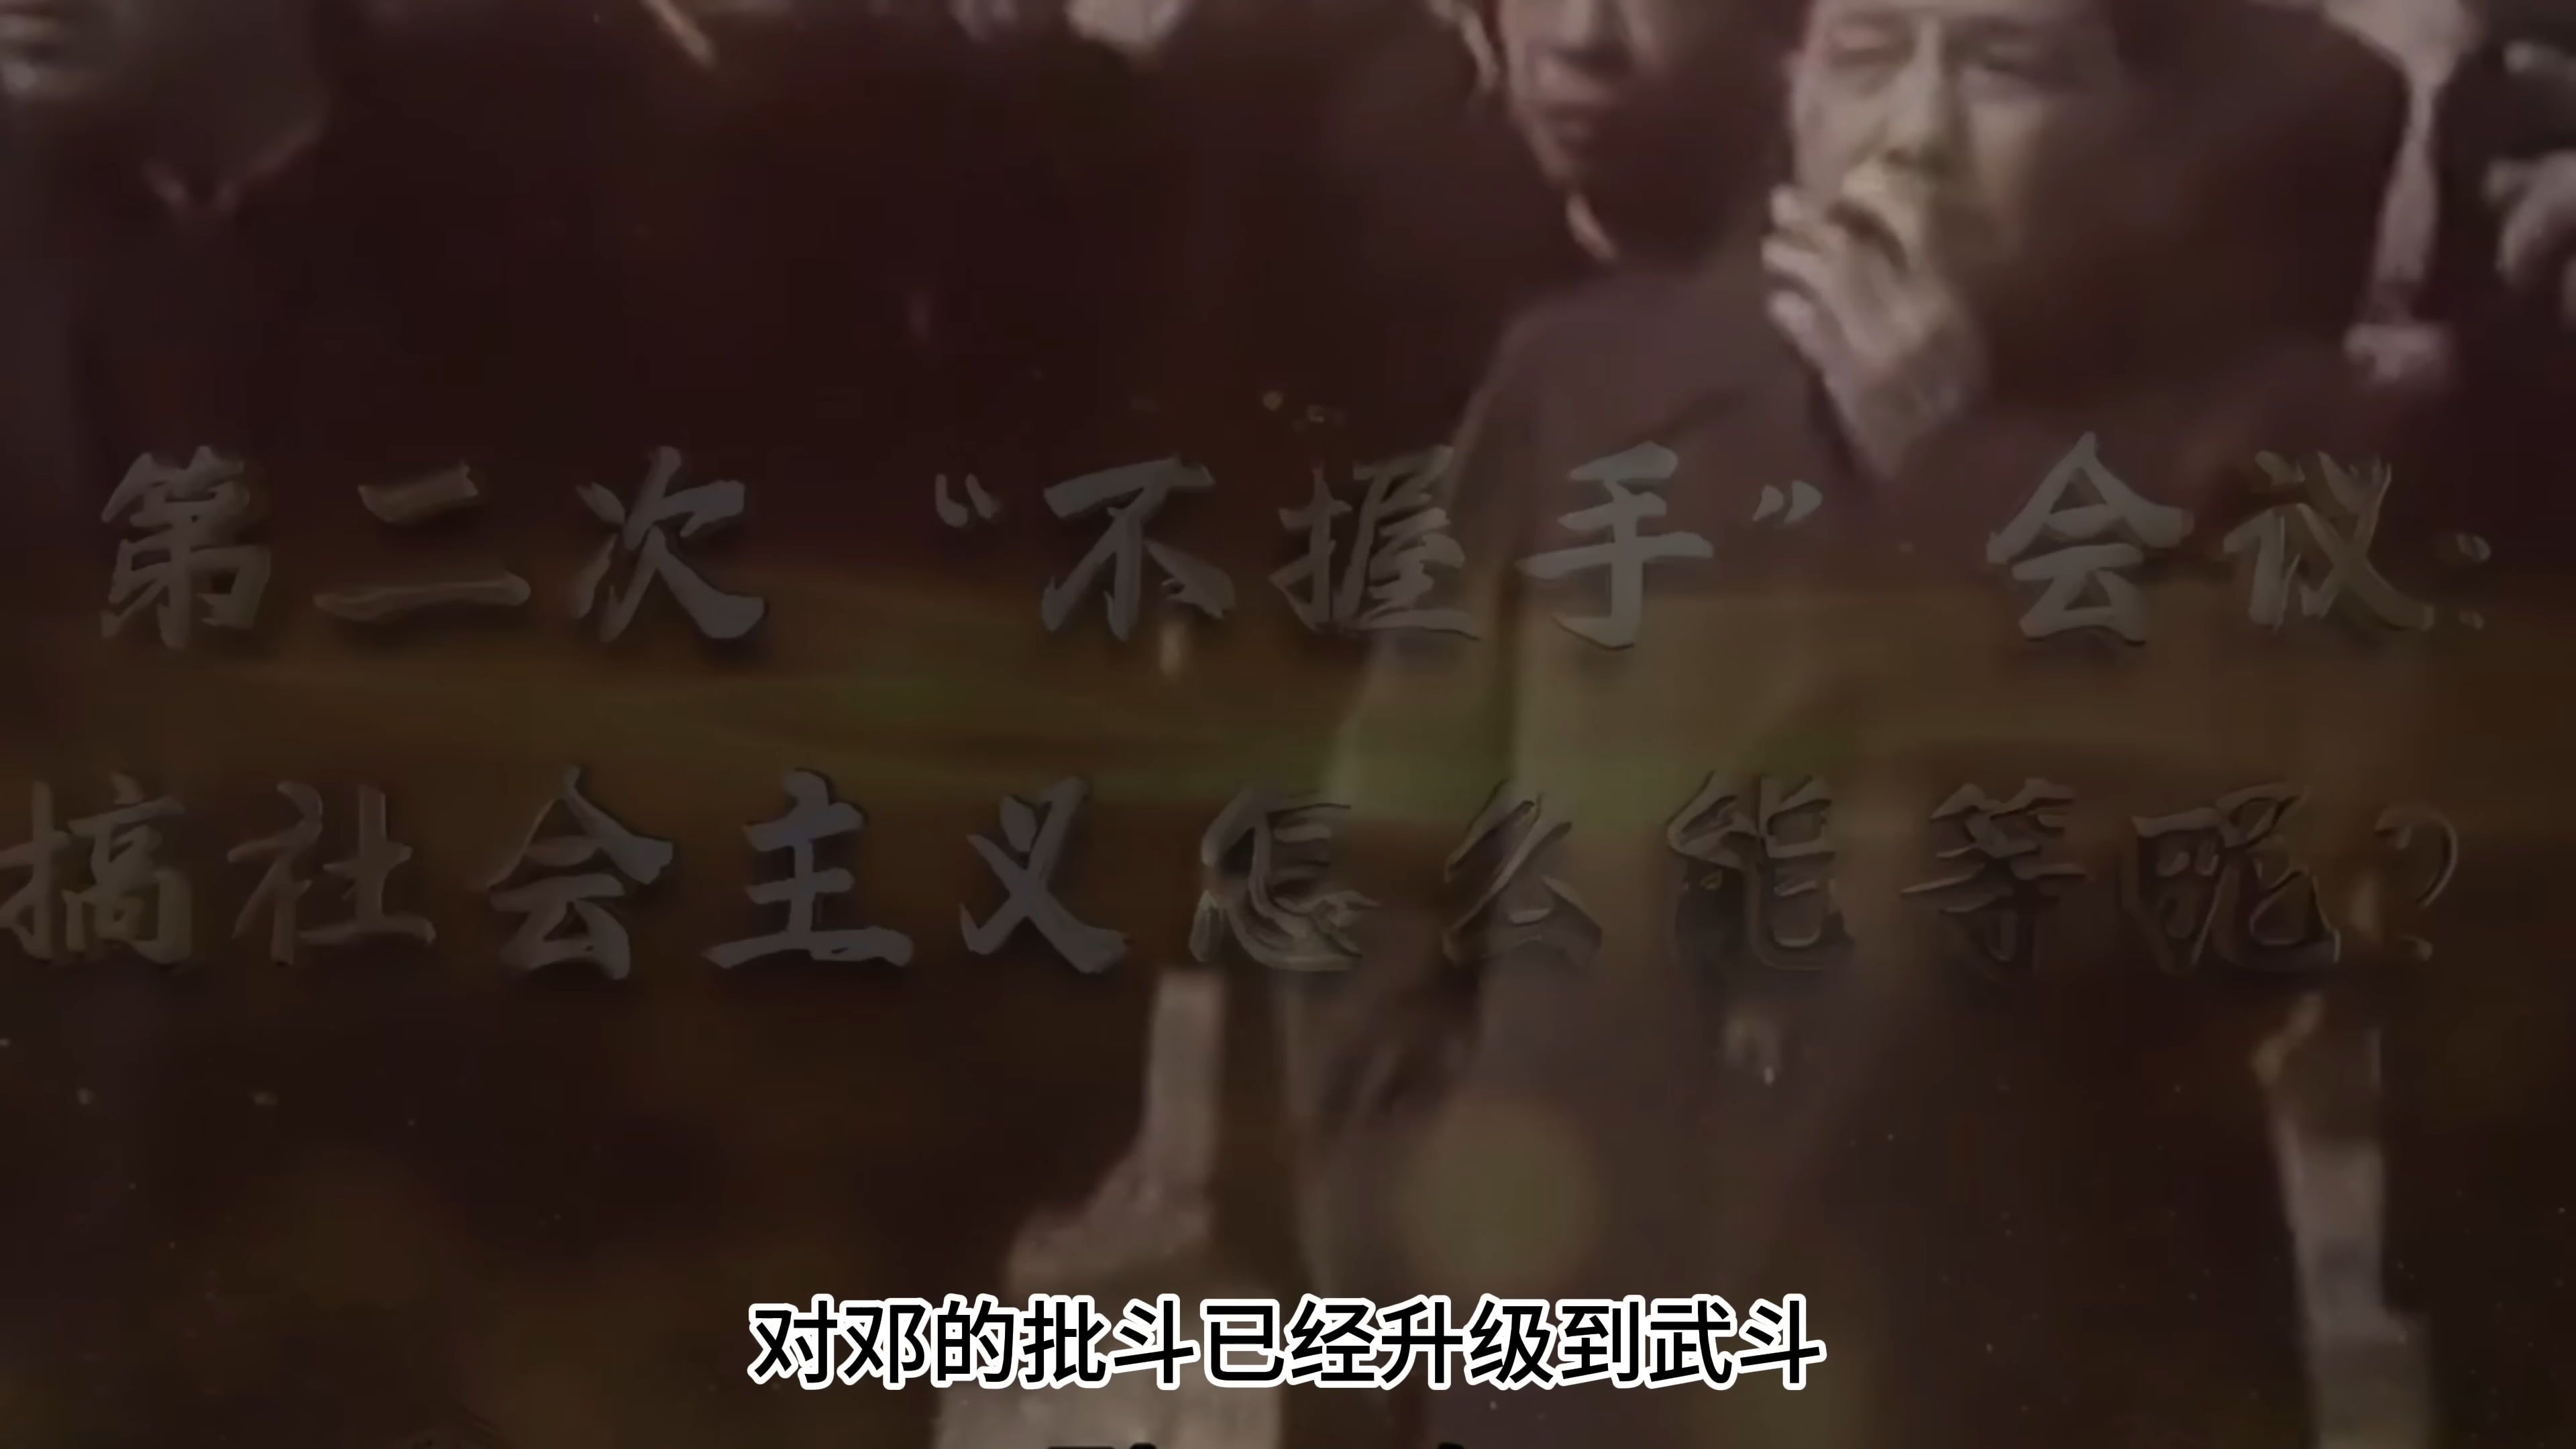 第二次 “不握手” 会议：
搞社会主义怎么能等呢？
对邓的批斗已经升级到武斗